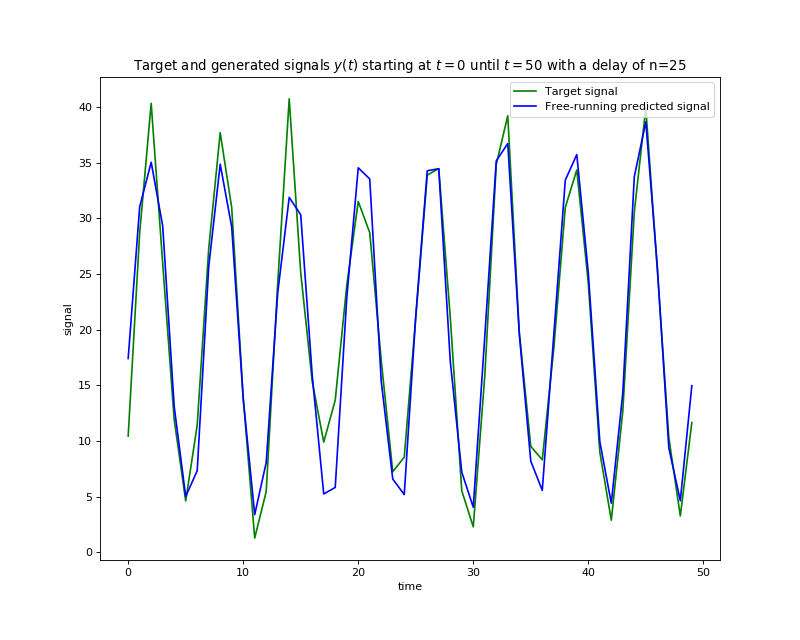 Target and generated signals y(t) starting at t = 0 until t = 50 with a delay of n=25
Target signal
Free-running predicted signal
signal
40
35
30
25
20
15
10
5
0
0 10 20 30 40 50
time